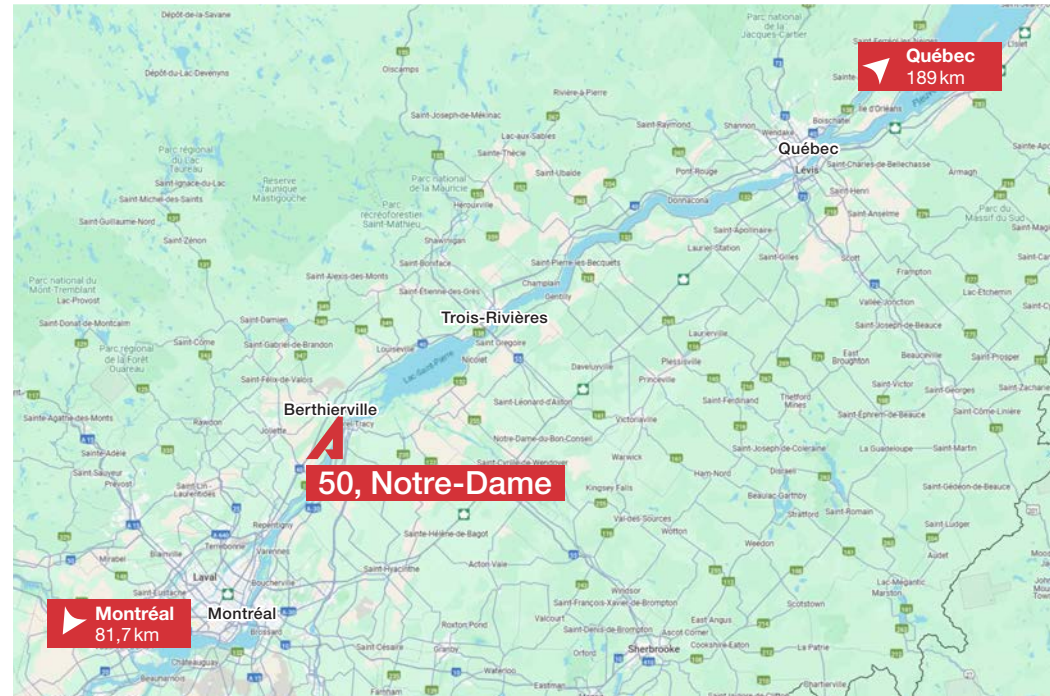 Dépôt-de-la-Savane
Parc national
de la
Jacques-Cartier
L'Islet
Québec
189 km
Dépôt-du-Lac-Devenyns
Oiscamps
Rivière-à-Pierre
Saint-Joseph-de-Mékinac
Saint-Raymond
Shannon
Wendake
Boischatel
Île d'Orléans
Lac-aux-Sables
Sainte-Thècle
Québec
Parc régional
du Lac
Taureau
Saint-Ignace-du-Lac
Saint-Michel-des-Saints
Réserve
faunique
Mastigouche
Parc national
de la Mauricie
Saint-Ubalde
Pont-Rouge
Lévis
Saint-Charles-de-Bellechasse
Armagh
Hérouxville
Donnacona
Saint-Henri
Parc
récréoforestier
Saint-Mathieu
Saint-Guillaume-Nord
Saint-Zénon
Shawinigan
Saint-Apollinaire
Saint-Anselme
Parc du
Massif du Sud
Laurier-Station
Saint-Boniface
Saint-Pierre-les-Becquets
Saint-Gilles
Scott
Saint-Alexis-des-Monts
Champlain
Frampton
Parc national du
Mont-Tremblant
Lac-Provost
Saint-Étienne-des-Grès
Gentilly
Vallée-Jonction
Lac-Etchemin
Saint-Donat-de-Montcalm
Saint-Damien
Trois-Rivières
Saint-Joseph-de-Beauce
Saint-Côme
Saint-Gabriel-de-Brandon
Louiseville
Saint Gregoire
Laurierville
Parc régional
de la Forêt
Ouareau
Lac Saint-Pierre
Nicolet
Daveluyville
Plessisville
East
Broughton
Beauceville
Saint-Prosper
Saint-Félix-de-Valois
Princeville
Saint-Victor
Saint-Georges
Saint-Zacharie
Saint-Léonard-d'Aston
Saint-Ferdinand
Thetford
Mines
Berthierville
Sainte-Agathe-des-Monts
Rawdon
Joliette
Victoriaville
Saint-Éphrem-de-Beauce
Saint-Côme-Linière
Notre-Dame-du-Bon-Conseil
Sainte-Adèle
Warwick
Saint-Joseph-de-Coleraine
La Guadeloupe
Saint-Martin
Saint-Cyrille-de-Wendover
Saint-Sauveur
Prévost
Saint-Lin -
Laurentides
50, Notre-Dame
Kingsey Falls
Ham-Nord
Disraeli
Beaulac-Garthby
Saint-Gédéon-de-Beauce
Stratford
Saint-Romain
Repentigny
Val-des-Sources
Wotton
Saint-Ludger
Mirabel
Blainville
Terrebonne
Varennes
Sainte-Hélène-de-Bagot
Weedon
Audet
Laval
Boucherville
Saint-Hyacinthe
Acton-Vale
Saint-Eustache
Windsor
Lac-Mégantic
Marston
Montréal
81,7 km
Montréal
Saint-François-Xavier-de-Brompton
Scotstown
Brossard
Roxton Pond
Valcourt
Saint-Denis-de-Brompton
East Angus
Ascot Corner
Cookshire-Eaton
La Patrie
Saint Césaire
Granby
Orford
Sherbrooke
Châteauguay
Beauharnois
Waterloo
Eastman
Chartierville
Farnham
Saint-Isidore-de-Clifton